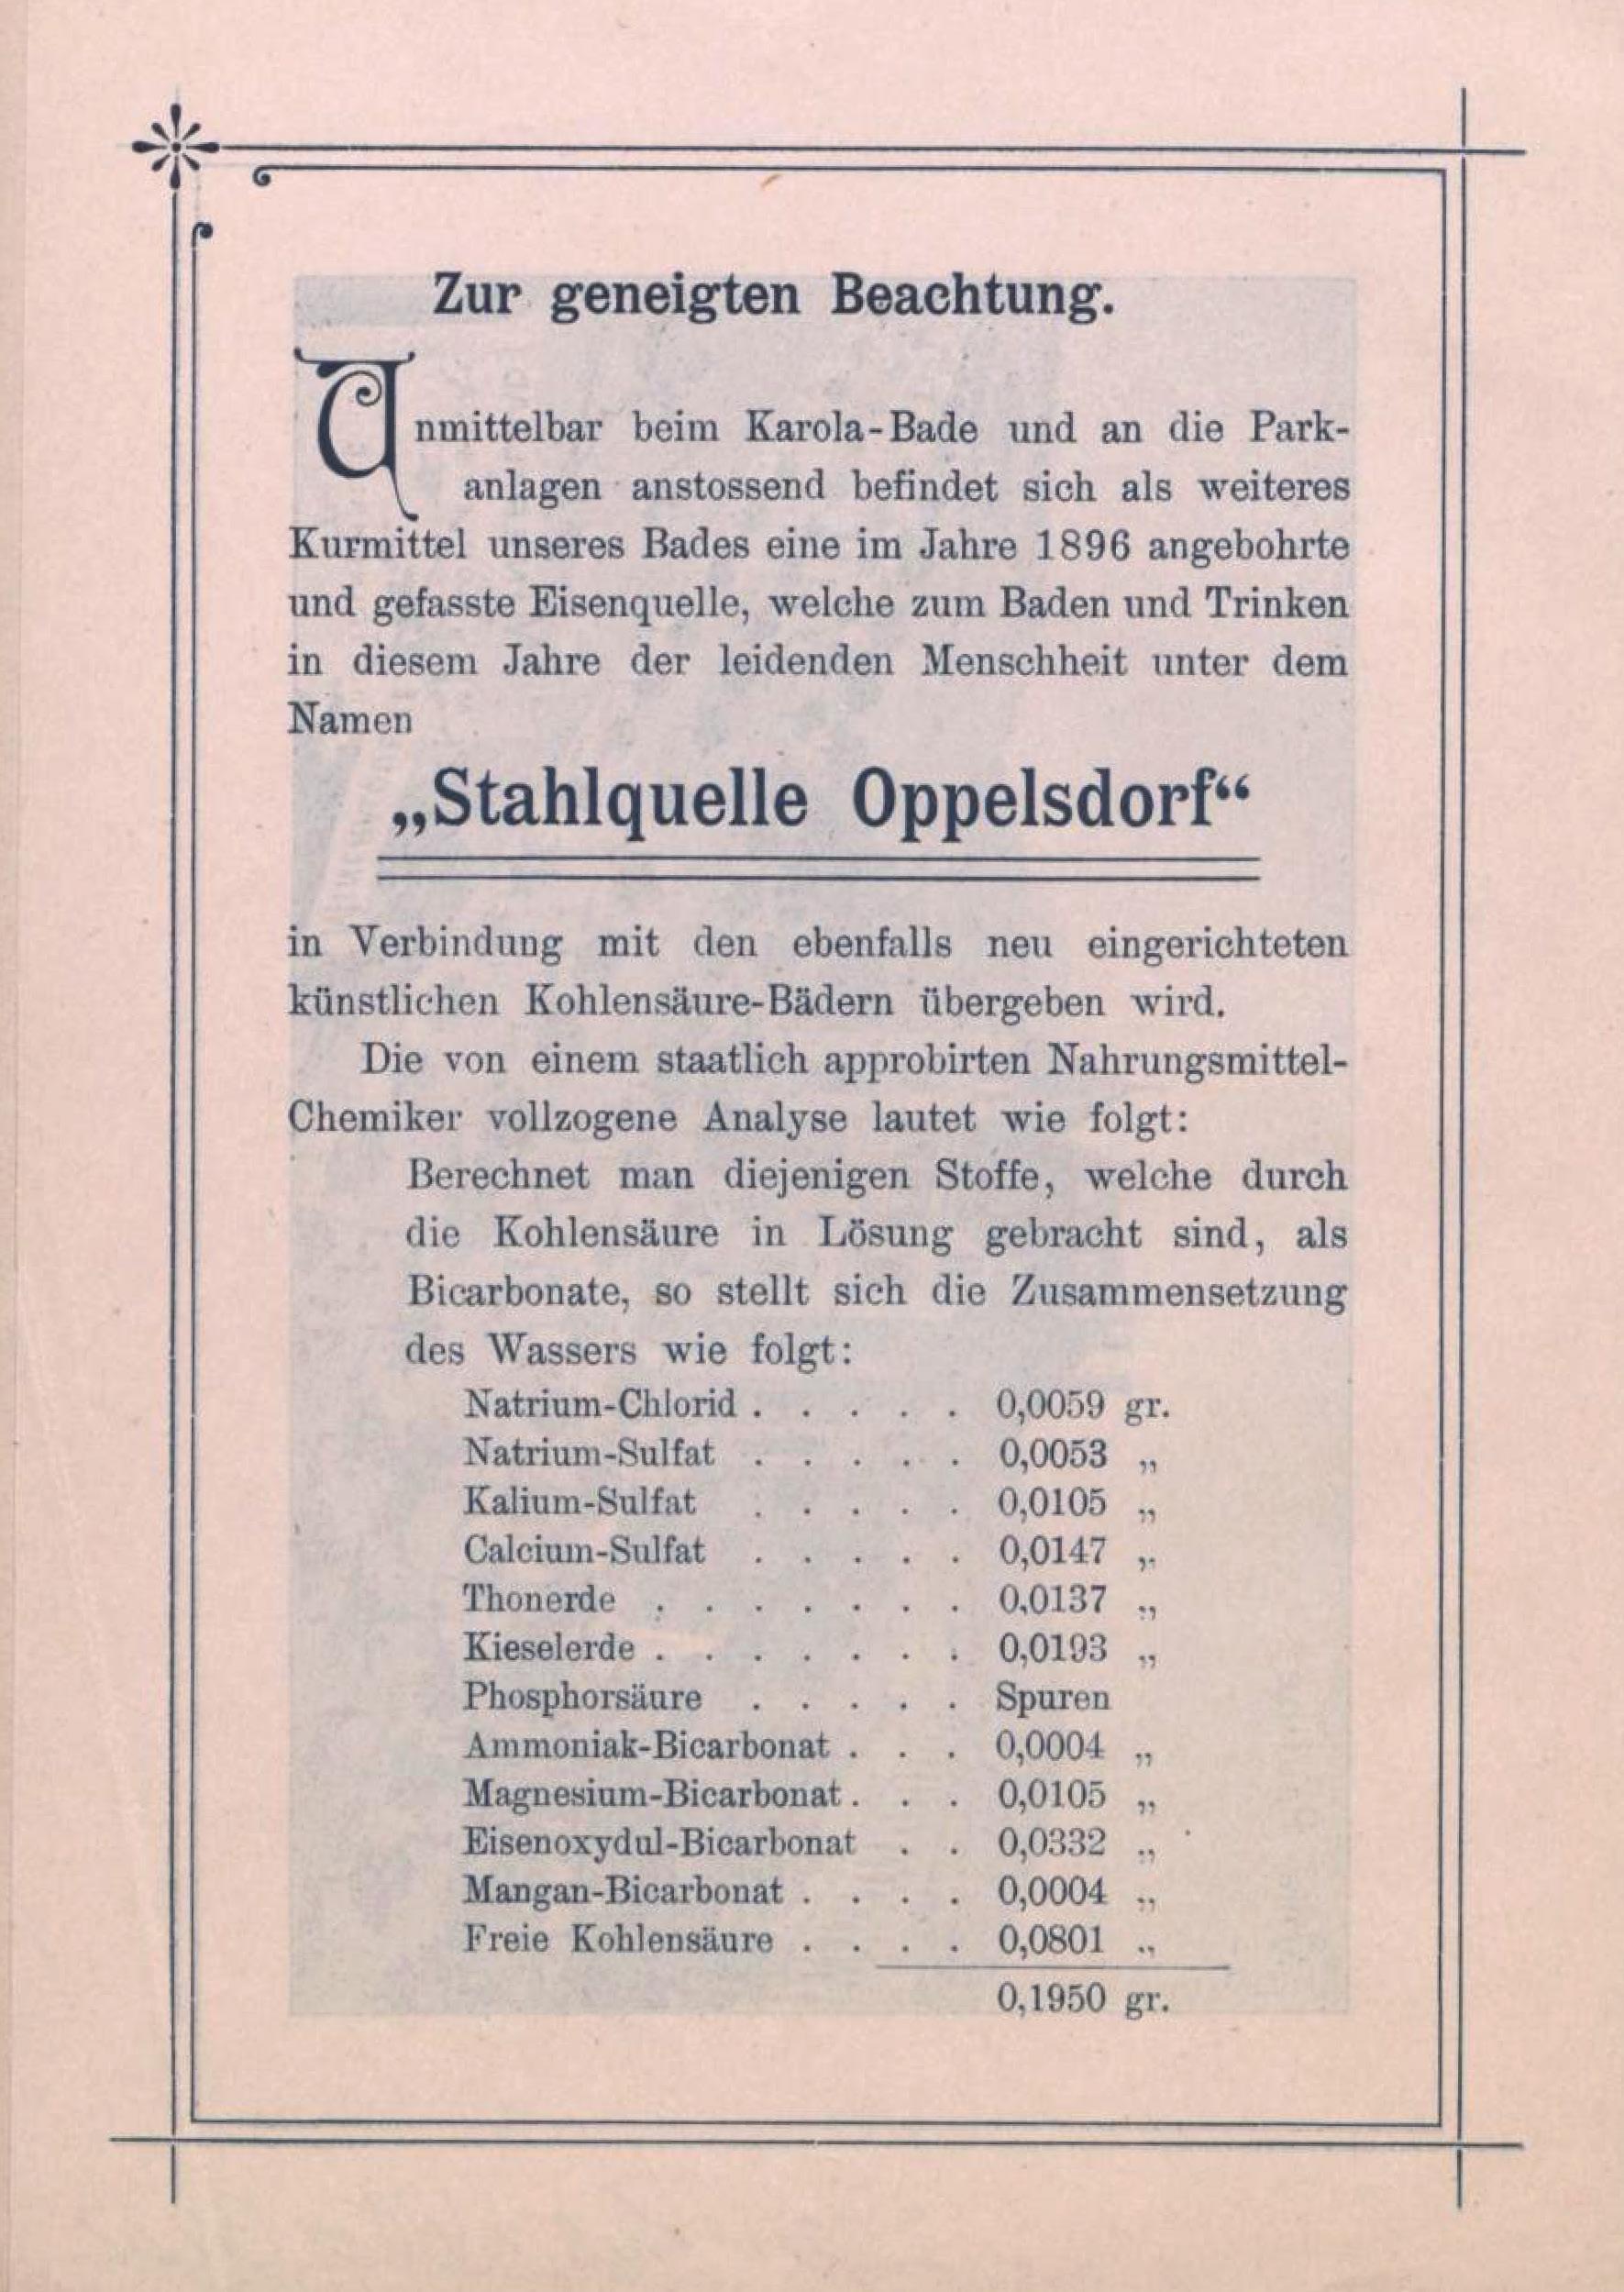 Zur geneigten Beachtung.
Unmittelbar beim Karola-Bade und an die Park-
anlagen anstossend befindet sich als weiteres
Kurmittel unseres Bades eine im Jahre 1896 angebohrte
und gefasste Eisenquelle, welche zum Baden und Trinken
in diesem Jahre der leidenden Menschheit unter dem
Namen
„Stahlquelle Oppelsdorf“
in Verbindung mit den ebenfalls neu eingerichteten
künstlichen Kohlensäure-Bädern übergeben wird.
Die von einem staatlich approbirten Nahrungsmittel-
Chemiker vollzogene Analyse lautet wie folgt:
Berechnet man diejenigen Stoffe, welche durch
die Kohlensäure in Lösung gebracht sind, als
Bicarbonate, so stellt sich die Zusammensetzung
des Wassers wie folgt:
Natrium-Chlorid . . . . . 0,0059 gr.
Natrium-Sulfat . . . . . 0,0053 „
Kalium-Sulfat . . . . . 0,0105 „
Calcium-Sulfat . . . . . 0,0147 „
Thonerde . . . . . . . 0,0137 „
Kieselerde . . . . . . . 0,0193 „
Phosphorsäure . . . . . Spuren
Ammoniak-Bicarbonat . . . 0,0004 „
Magnesium-Bicarbonat . . . 0,0105 „
Eisenoxydul-Bicarbonat . . 0,0332 „
Mangan-Bicarbonat . . . . 0,0004 „
Freie Kohlensäure . . . . 0,0801 „
0,1950 gr.